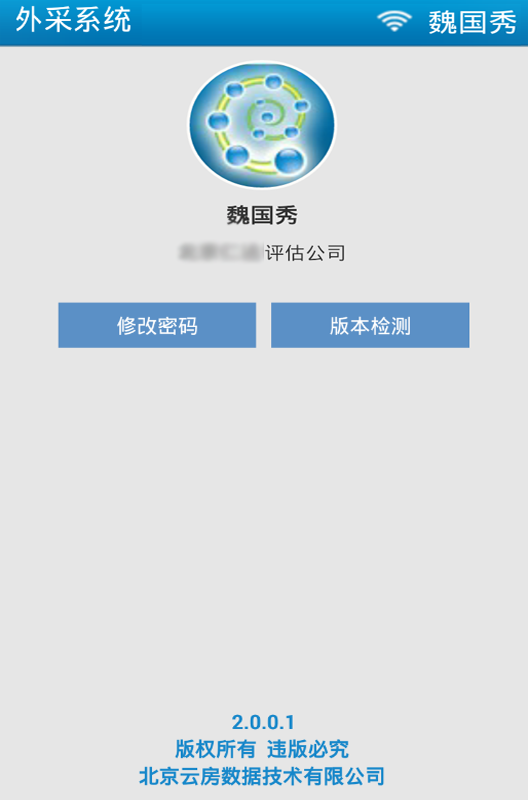 外采系统 魏国秀
魏国秀
评估公司
修改密码 版本检测
2.0.0.1
版权所有 违版必究
北京云房数据技术有限公司